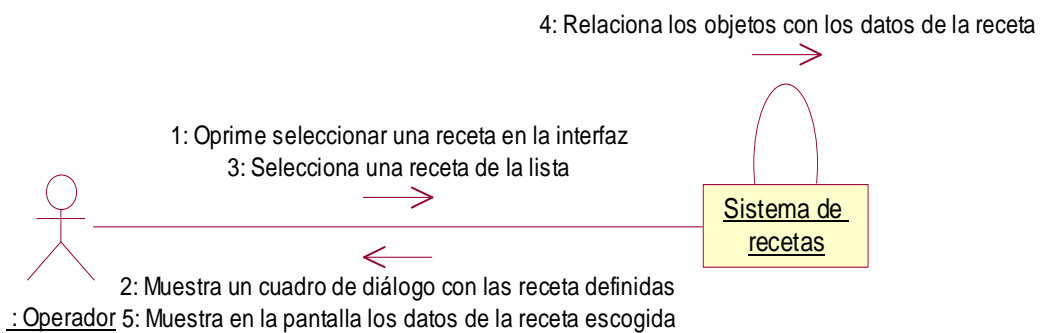 4: Relaciona los objetos con los datos de la receta
1: Oprime seleccionar una receta en la interfaz
3: Selecciona una receta de la lista
Sistema de
recetas
2: Muestra un cuadro de diálogo con las receta definidas
: Operador
5: Muestra en la pantalla los datos de la receta escogida